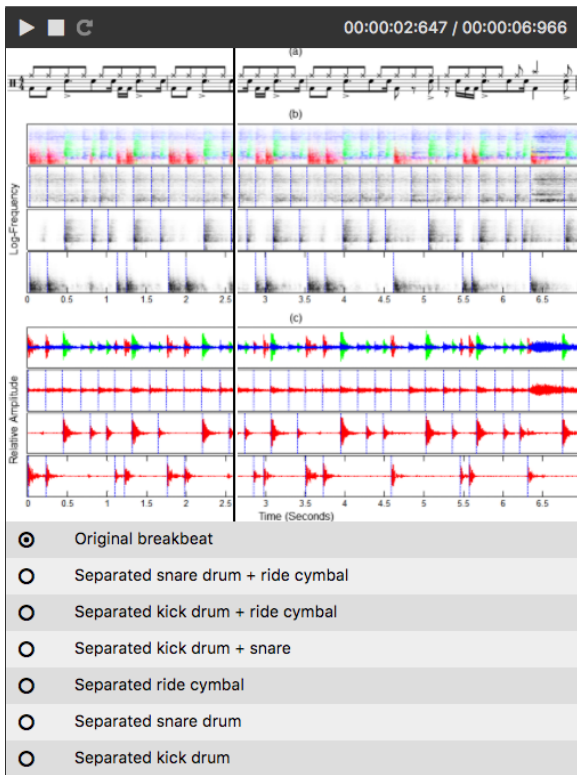 00:00:02:647 / 00:00:06:966
(a)
(b)
Log-Frequency
0 0.5 1 1.5 2 2.5 3 3.5 4 4.5 5 5.5 6 6.5
(c)
Relative Amplitude
0 0.5 1 1.5 2 2.5 3 3.5 4 4.5 5 5.5 6 6.5
Time (Seconds)
Original breakbeat
Separated snare drum + ride cymbal
Separated kick drum + ride cymbal
Separated kick drum + snare
Separated ride cymbal
Separated snare drum
Separated kick drum